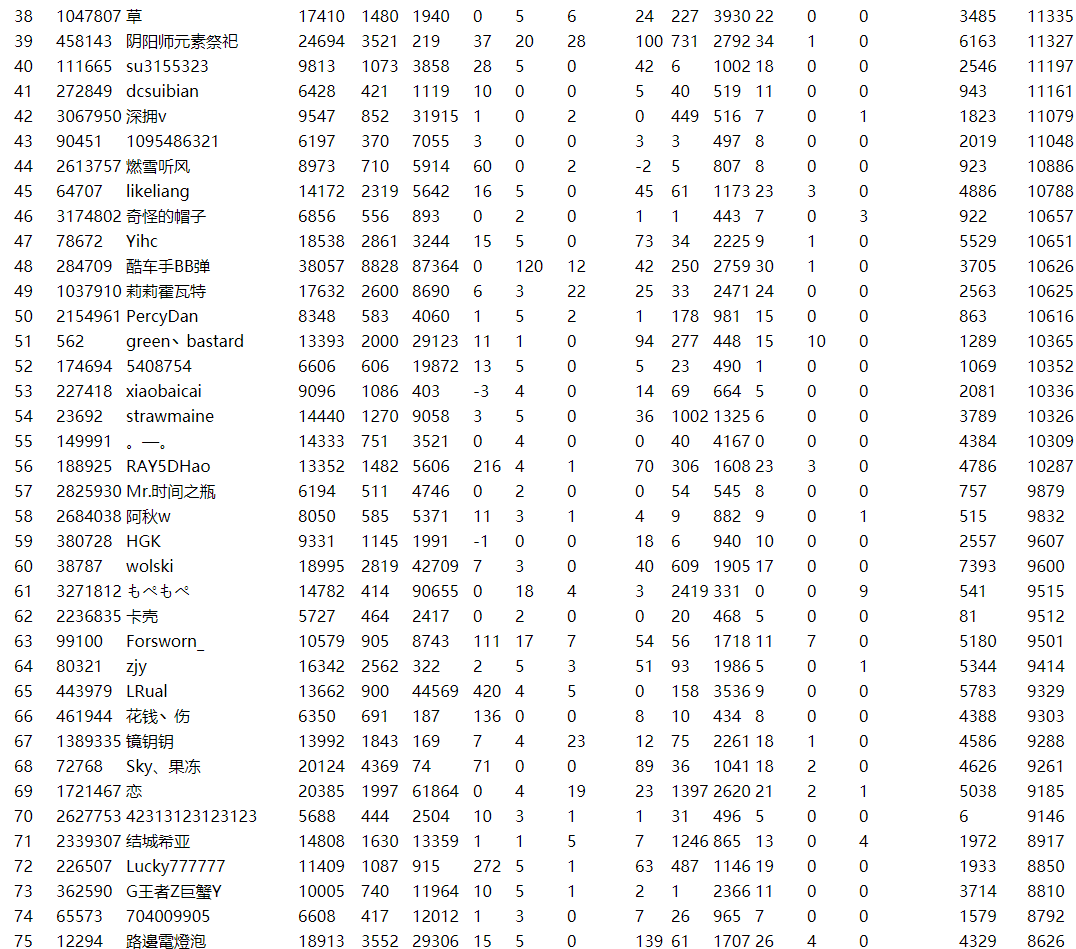 38 1047807 草 17410 1480 1940 0 5 6 24 227 3930 22 0 0 3485 11335
39 458143 阴阳师元素祭祀 24694 3521 219 37 20 28 100 731 2792 34 1 0 6163 11327
40 111665 su3155323 9813 1073 3858 28 5 0 42 6 1002 18 0 0 2546 11197
41 272849 dcsuibian 6428 421 1119 10 0 0 5 40 519 11 0 0 943 11161
42 3067950 深拥v 9547 852 31915 1 0 2 0 449 516 7 0 1 1823 11079
43 90451 1095486321 6197 370 7055 3 0 0 3 3 497 8 0 0 2019 11048
44 2613757 燃雪听风 8973 710 5914 60 0 2 -2 5 807 8 0 0 923 10886
45 64707 likeliang 14172 2319 5642 16 5 0 45 61 1173 23 3 0 4886 10788
46 3174802 奇怪的帽子 6856 556 893 0 2 0 1 1 443 7 0 3 922 10657
47 78672 Yihc 18538 2861 3244 15 5 0 73 34 2225 9 1 0 5529 10651
48 284709 酷车手BB弹 38057 8828 87364 0 120 12 42 250 2759 30 1 0 3705 10626
49 1037910 莉莉霍瓦特 17632 2600 8690 6 3 22 25 33 2471 24 0 0 2563 10625
50 2154961 PercyDan 8348 583 4060 1 5 2 1 178 981 15 0 0 863 10616
51 562 green丶bastard 13393 2000 29123 11 1 0 94 277 448 15 10 0 1289 10365
52 174694 5408754 6606 606 19872 13 5 0 5 23 490 1 0 0 1069 10352
53 227418 xiaobaicai 9096 1086 403 -3 4 0 14 69 664 5 0 0 2081 10336
54 23692 strawmaine 14440 1270 9058 3 5 0 36 1002 1325 6 0 0 3789 10326
55 149991 。—。 14333 751 3521 0 4 0 0 40 4167 0 0 0 4384 10309
56 188925 RAY5DHao 13352 1482 5606 216 4 1 70 306 1608 23 3 0 4786 10287
57 2825930 Mr.时间之瓶 6194 511 4746 0 2 0 0 54 545 8 0 0 757 9879
58 2684038 阿秋w 8050 585 5371 11 3 1 4 9 882 9 0 1 515 9832
59 380728 HGK 9331 1145 1991 -1 0 0 18 6 940 10 0 0 2557 9607
60 38787 wolski 18995 2819 42709 7 3 0 40 609 1905 17 0 0 7393 9600
61 3271812 もぺもぺ 14782 414 90655 0 18 4 3 2419 331 0 0 9 541 9515
62 2236835 卡壳 5727 464 2417 0 2 0 0 20 468 5 0 0 81 9512
63 99100 Forsworn_ 10579 905 8743 111 17 7 54 56 1718 11 7 0 5180 9501
64 80321 zjy 16342 2562 322 2 5 3 51 93 1986 5 0 1 5344 9414
65 443979 LRual 13662 900 44569 420 4 5 0 158 3536 9 0 0 5783 9329
66 461944 花钱丶伤 6350 691 187 136 0 0 8 10 434 8 0 0 4388 9303
67 1389335 镜钥钥 13992 1843 169 7 4 23 12 75 2261 18 1 0 4586 9288
68 72768 Sky、果冻 20124 4369 74 71 0 0 89 36 1041 18 2 0 4626 9261
69 1721467 恋 20385 1997 61864 0 4 19 23 1397 2620 21 2 1 5038 9185
70 2627753 42313123123123 5688 444 2504 10 3 1 1 31 496 5 0 0 6 9146
71 2339307 结城希亚 14808 1630 13359 1 1 5 7 1246 865 13 0 4 1972 8917
72 226507 Lucky777777 11409 1087 915 272 5 1 63 487 1146 19 0 0 1933 8850
73 362590 G王者Z巨蟹Y 10005 740 11964 10 5 1 2 1 2366 11 0 0 3714 8810
74 65573 704009905 6608 417 12012 1 3 0 7 26 965 7 0 0 1579 8792
75 12294 路邊電燈泡 18913 3552 29306 15 5 0 139 61 1707 26 4 0 4329 8626